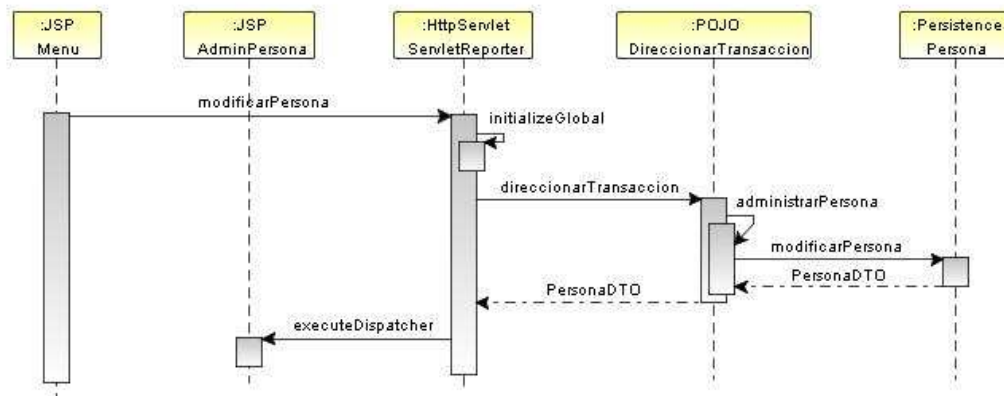 :JSP
Menu
:JSP
AdminPersona
:HttpServlet
ServletReporter
:POJO
DireccionarTransaccion
:Persistence
Persona
modificarPersona
initializeGlobal
direccionarTransaccion
administrarPersona
modificarPersona
PersonaDTO
PersonaDTO
executeDispatcher